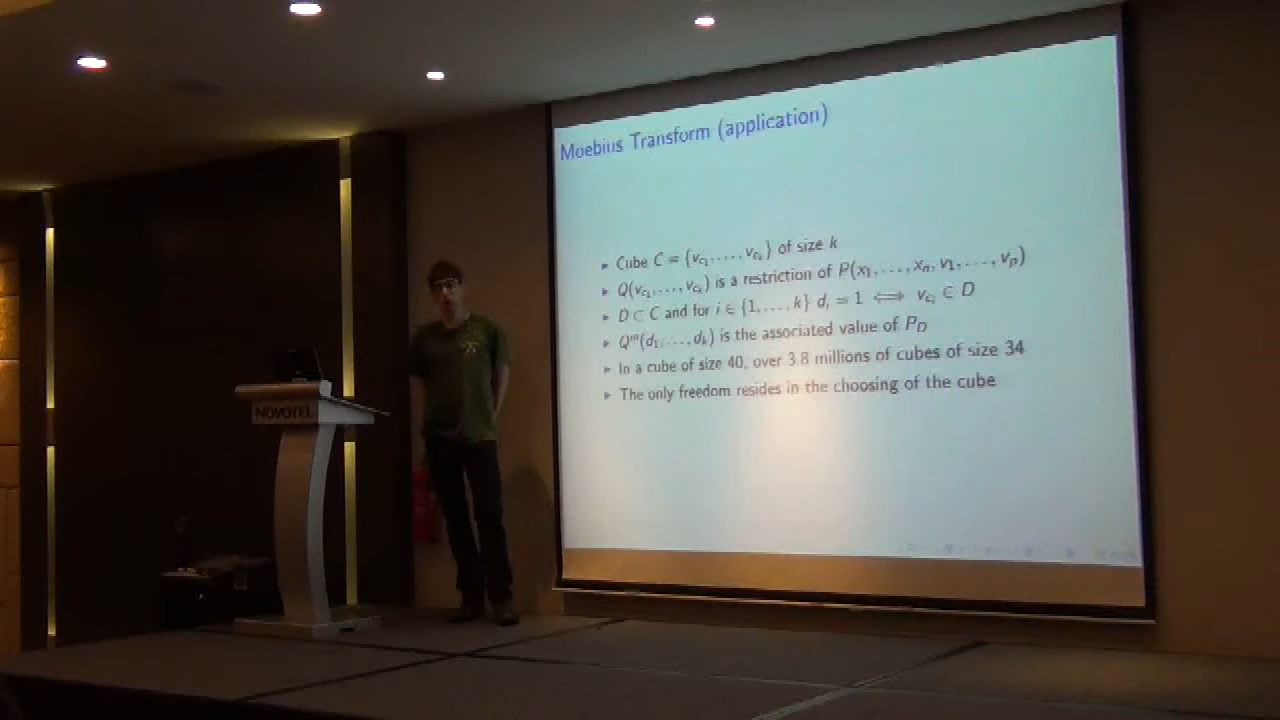 Moebius Transform (application)
▸ Cube C = {v_{c_1}, ..., v_{c_k}} of size k
▸ Q(v_{c_1}, ..., v_{c_k}) is a restriction of P(x_1, ..., x_n, v_1, ..., v_p)
▸ D ⊂ C and for i ∈ {1, ..., k} d_i = 1 ⟺ v_{c_i} ∈ D
▸ Q^m(d_1, ..., d_k) is the associated value of P_D
▸ In a cube of size 40, over 3.8 millions of cubes of size 34
▸ The only freedom resides in the choosing of the cube
NOVOTEL